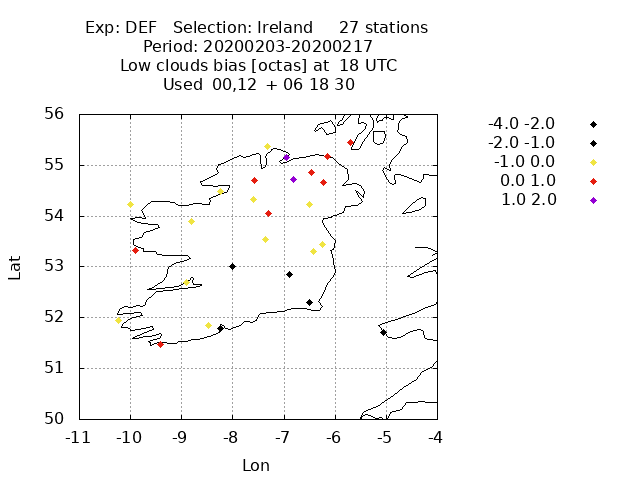 Exp: DEF Selection: Ireland 27 stations
Period: 20200203-20200217
Low clouds bias [octas] at 18 UTC
Used 00,12 + 06 18 30
56
55
54
53
52
51
50
-11 -10 -9 -8 -7 -6 -5 -4
Lat
Lon
-4.0 -2.0
-2.0 -1.0
-1.0 0.0
0.0 1.0
1.0 2.0